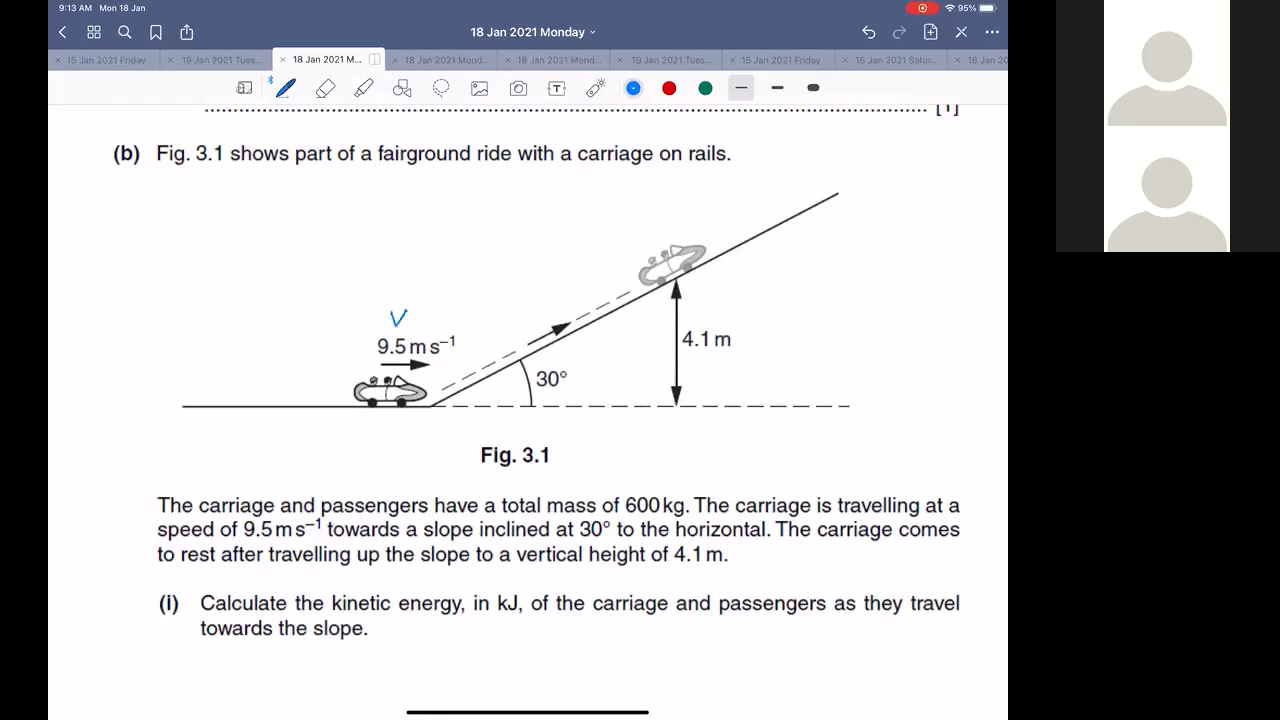 9:13 AM Mon 18 Jan
95%
18 Jan 2021 Monday
15 Jan 2021 Friday
19 Jan 2021 Tues...
18 Jan 2021 M...
18 Jan 2021 Mond...
18 Jan 2021 Mond...
19 Jan 2021 Tues...
15 Jan 2021 Friday
16 Jan 2021 Satur...
16 Jan 20
T
[1]
(b) Fig. 3.1 shows part of a fairground ride with a carriage on rails.
V
9.5 m s⁻¹
4.1 m
30°
Fig. 3.1
The carriage and passengers have a total mass of 600 kg. The carriage is travelling at a
speed of 9.5 m s⁻¹ towards a slope inclined at 30° to the horizontal. The carriage comes
to rest after travelling up the slope to a vertical height of 4.1 m.
(i) Calculate the kinetic energy, in kJ, of the carriage and passengers as they travel
towards the slope.